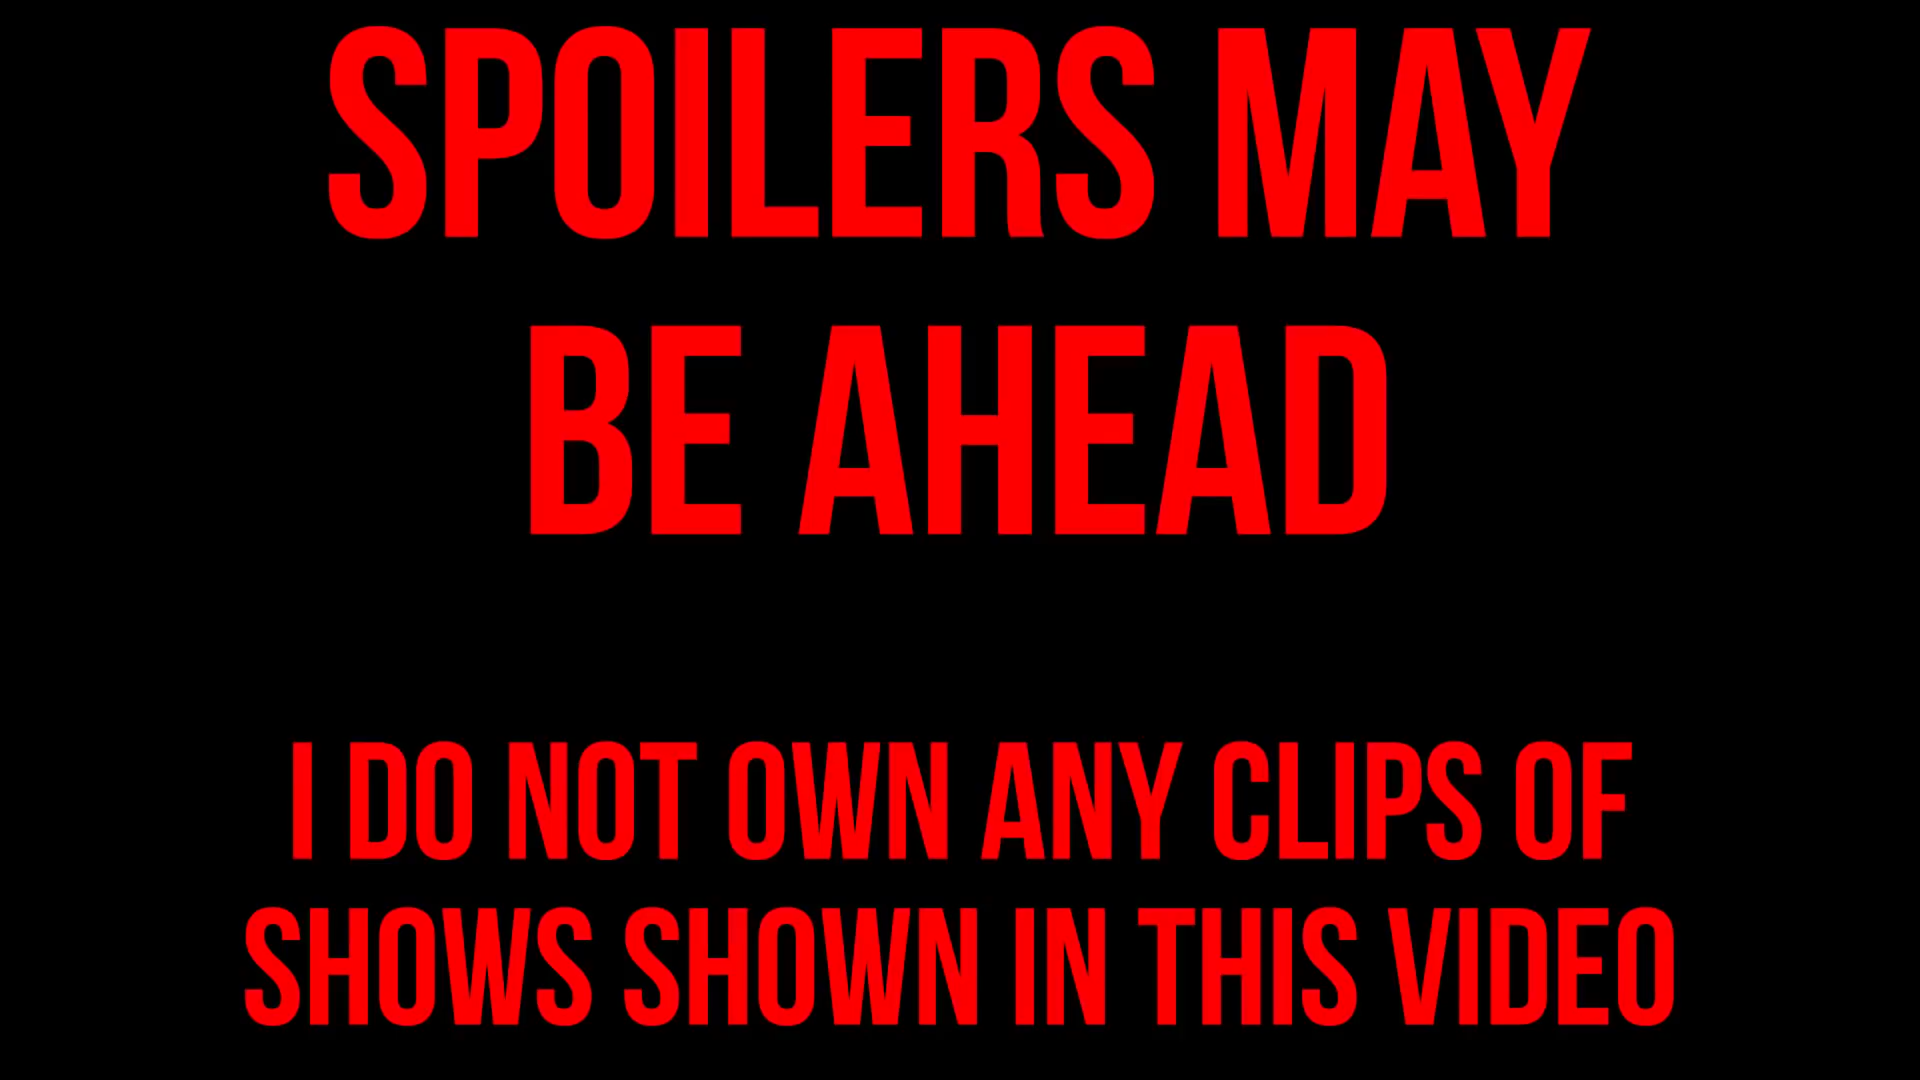 SPOILERS MAY
BE AHEAD
I DO NOT OWN ANY CLIPS OF
SHOWS SHOWN IN THIS VIDEO